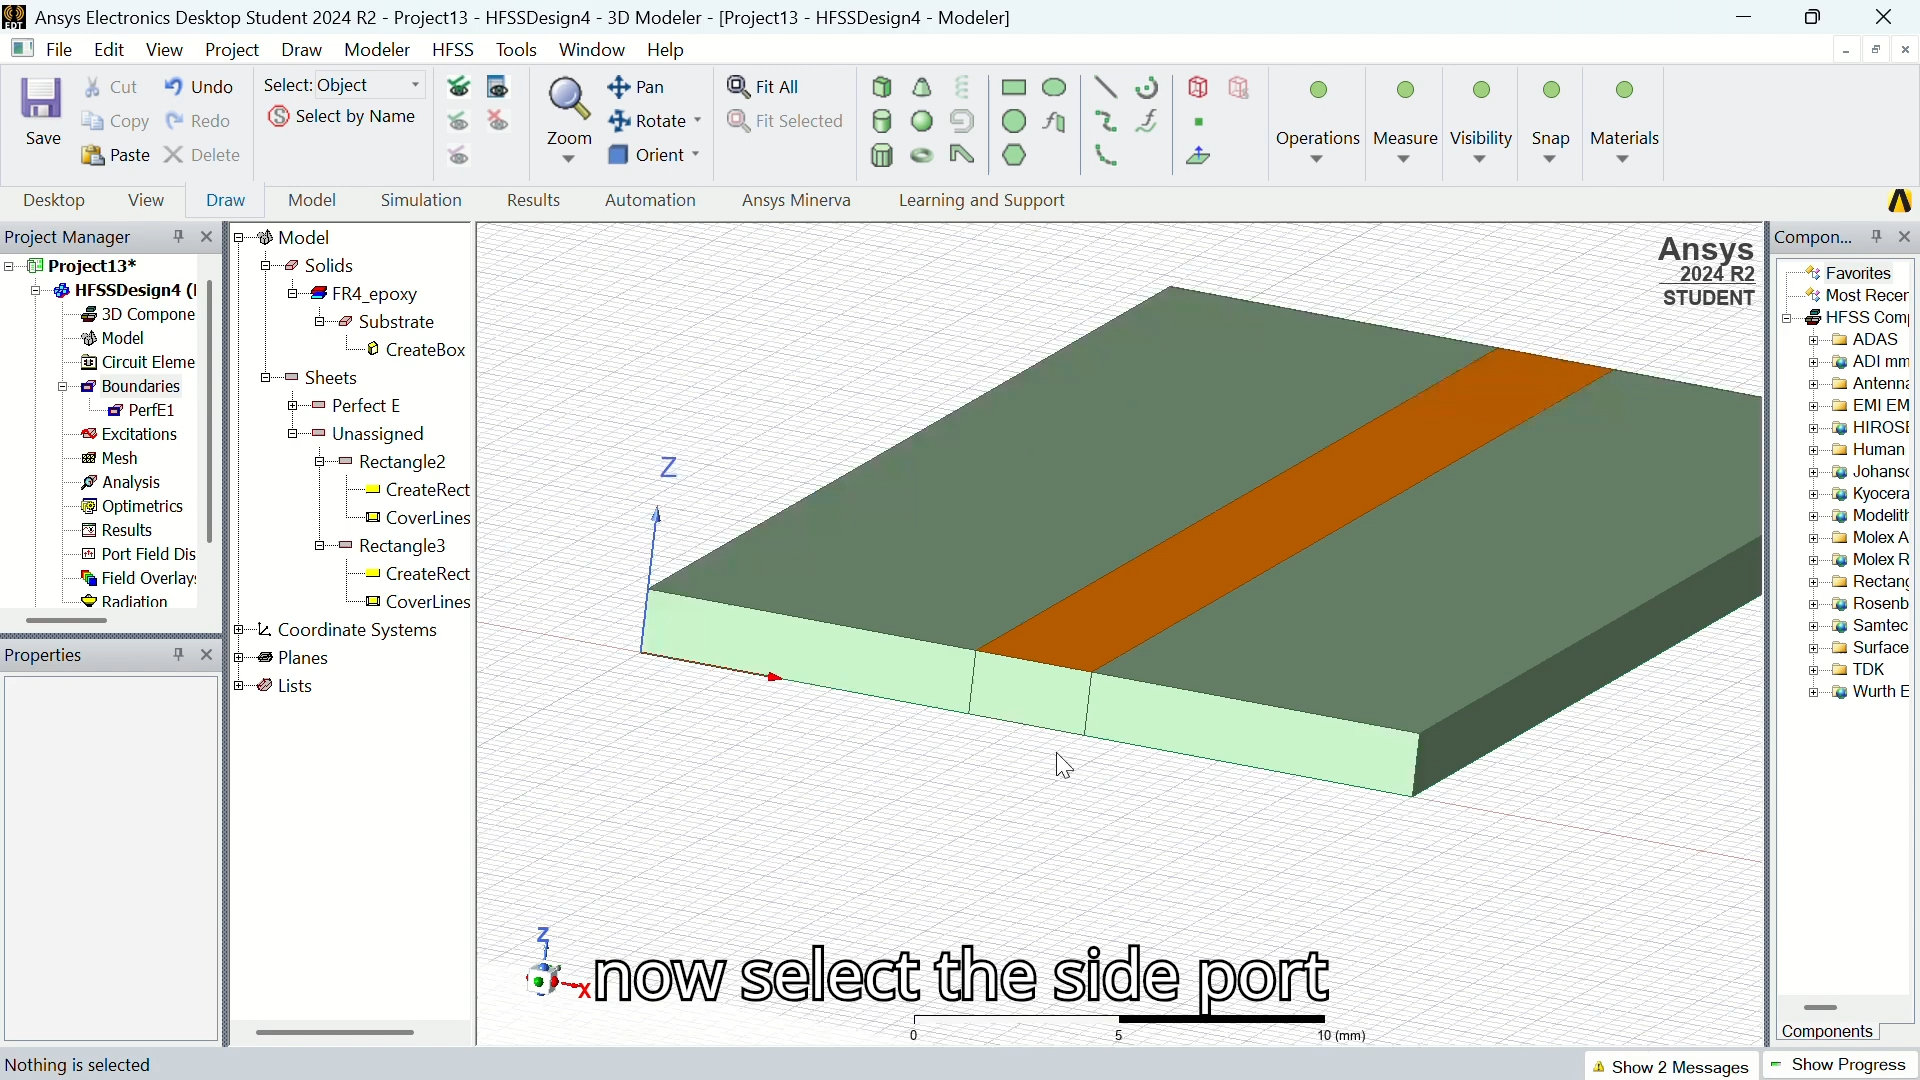 Ansys Electronics Desktop Student 2024 R2 - Project13 - HFSSDesign4 - 3D Modeler - [Project13 - HFSSDesign4 - Modeler]
File Edit View Project Draw Modeler HFSS Tools Window Help
Save
Cut
Copy
Paste
Undo
Redo
Delete
Select: Object
Select by Name
Zoom
Pan
Rotate
Orient
Fit All
Fit Selected
Operations
Measure
Visibility
Snap
Materials
Desktop View Draw Model Simulation Results Automation Ansys Minerva Learning and Support
Project Manager
Project13*
HFSSDesign4 (
3D Compone
Model
Circuit Eleme
Boundaries
PerfE1
Excitations
Mesh
Analysis
Optimetrics
Results
Port Field Dis
Field Overlay
Radiation
Properties
Model
Solids
FR4_epoxy
Substrate
CreateBox
Sheets
Perfect E
Unassigned
Rectangle2
CreateRect
CoverLines
Rectangle3
CreateRect
CoverLines
Coordinate Systems
Planes
Lists
Ansys
2024 R2
STUDENT
Z
Z
X
now select the side port
0 5 10 (mm)
Compon...
Favorites
Most Recer
HFSS Com
ADAS
ADI mm
Antenna
EMI EM
HIROSE
Human
Johanso
Kyocera
Modelith
Molex A
Molex R
Rectang
Rosenb
Samtec
Surface
TDK
Wurth E
Components
Nothing is selected
Show 2 Messages
Show Progress